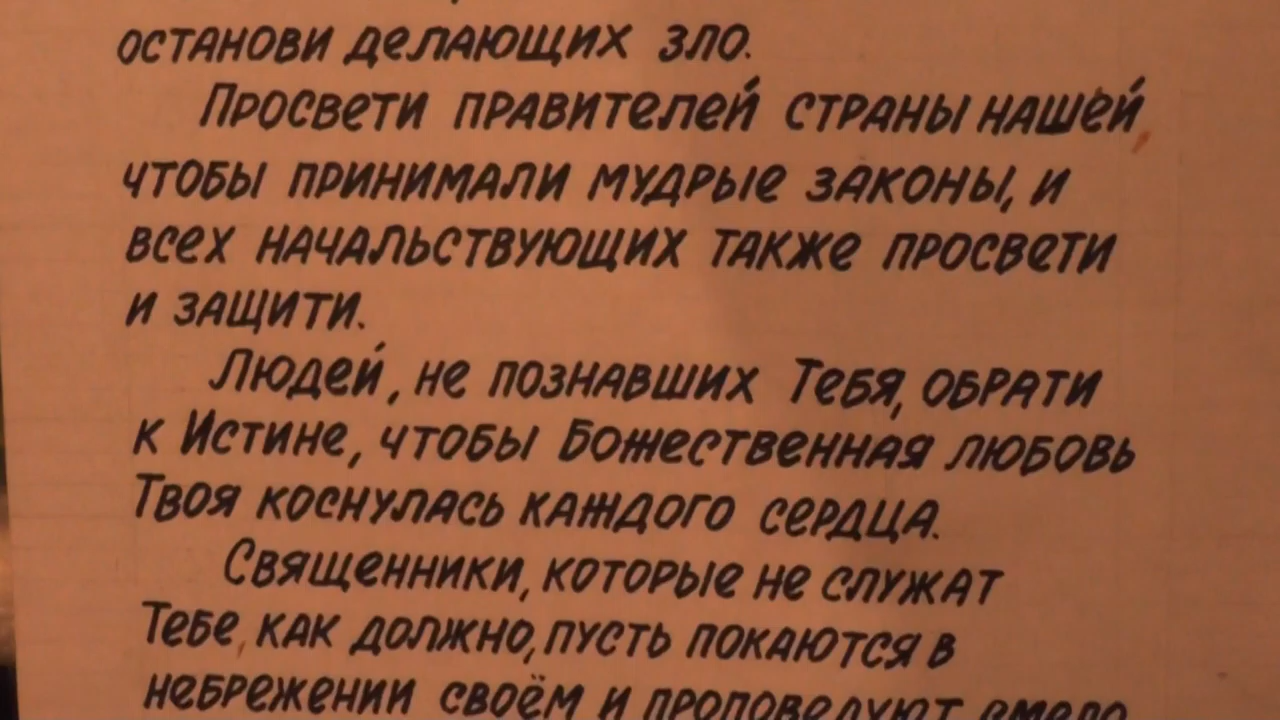 останови делающих зло.
Просвети правителей страны нашей
чтобы принимали мудрые законы, и
всех начальствующих также просвети
и защити.
Людей, не познавших Тебя, обрати
к Истине, чтобы Божественная любовь
Твоя коснулась каждого сердца.
Священники, которые не служат
Тебе, как должно, пусть покаются в
небрежении своём и проповедуют смело